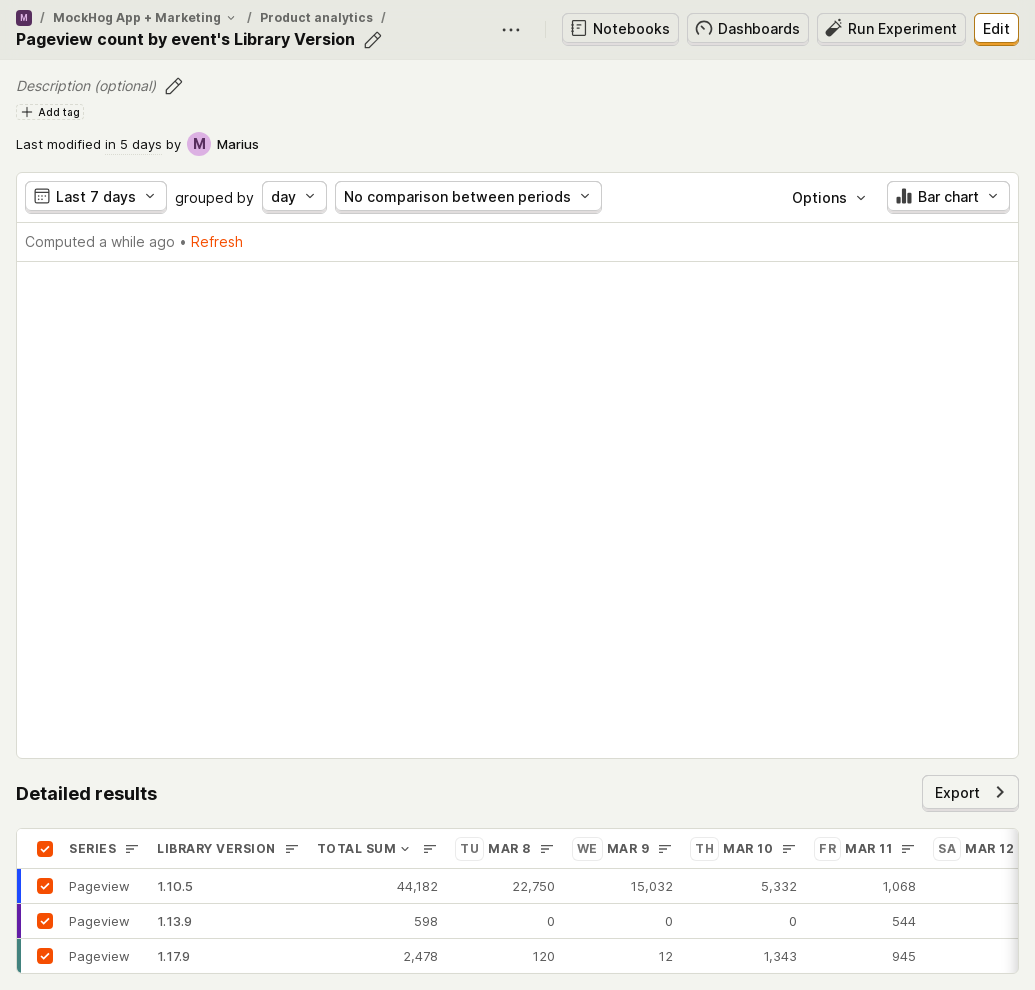 M / MockHog App + Marketing / Product analytics /
Pageview count by event's Library Version
Notebooks Dashboards Run Experiment Edit
Description (optional)
Add tag
Last modified in 5 days by M Marius
Last 7 days grouped by day No comparison between periods Options Bar chart
Computed a while ago • Refresh
Detailed results
Export
SERIES LIBRARY VERSION TOTAL SUM TU MAR 8 WE MAR 9 TH MAR 10 FR MAR 11 SA MAR 12
Pageview 1.10.5 44,182 22,750 15,032 5,332 1,068
Pageview 1.13.9 598 0 0 0 544
Pageview 1.17.9 2,478 120 12 1,343 945